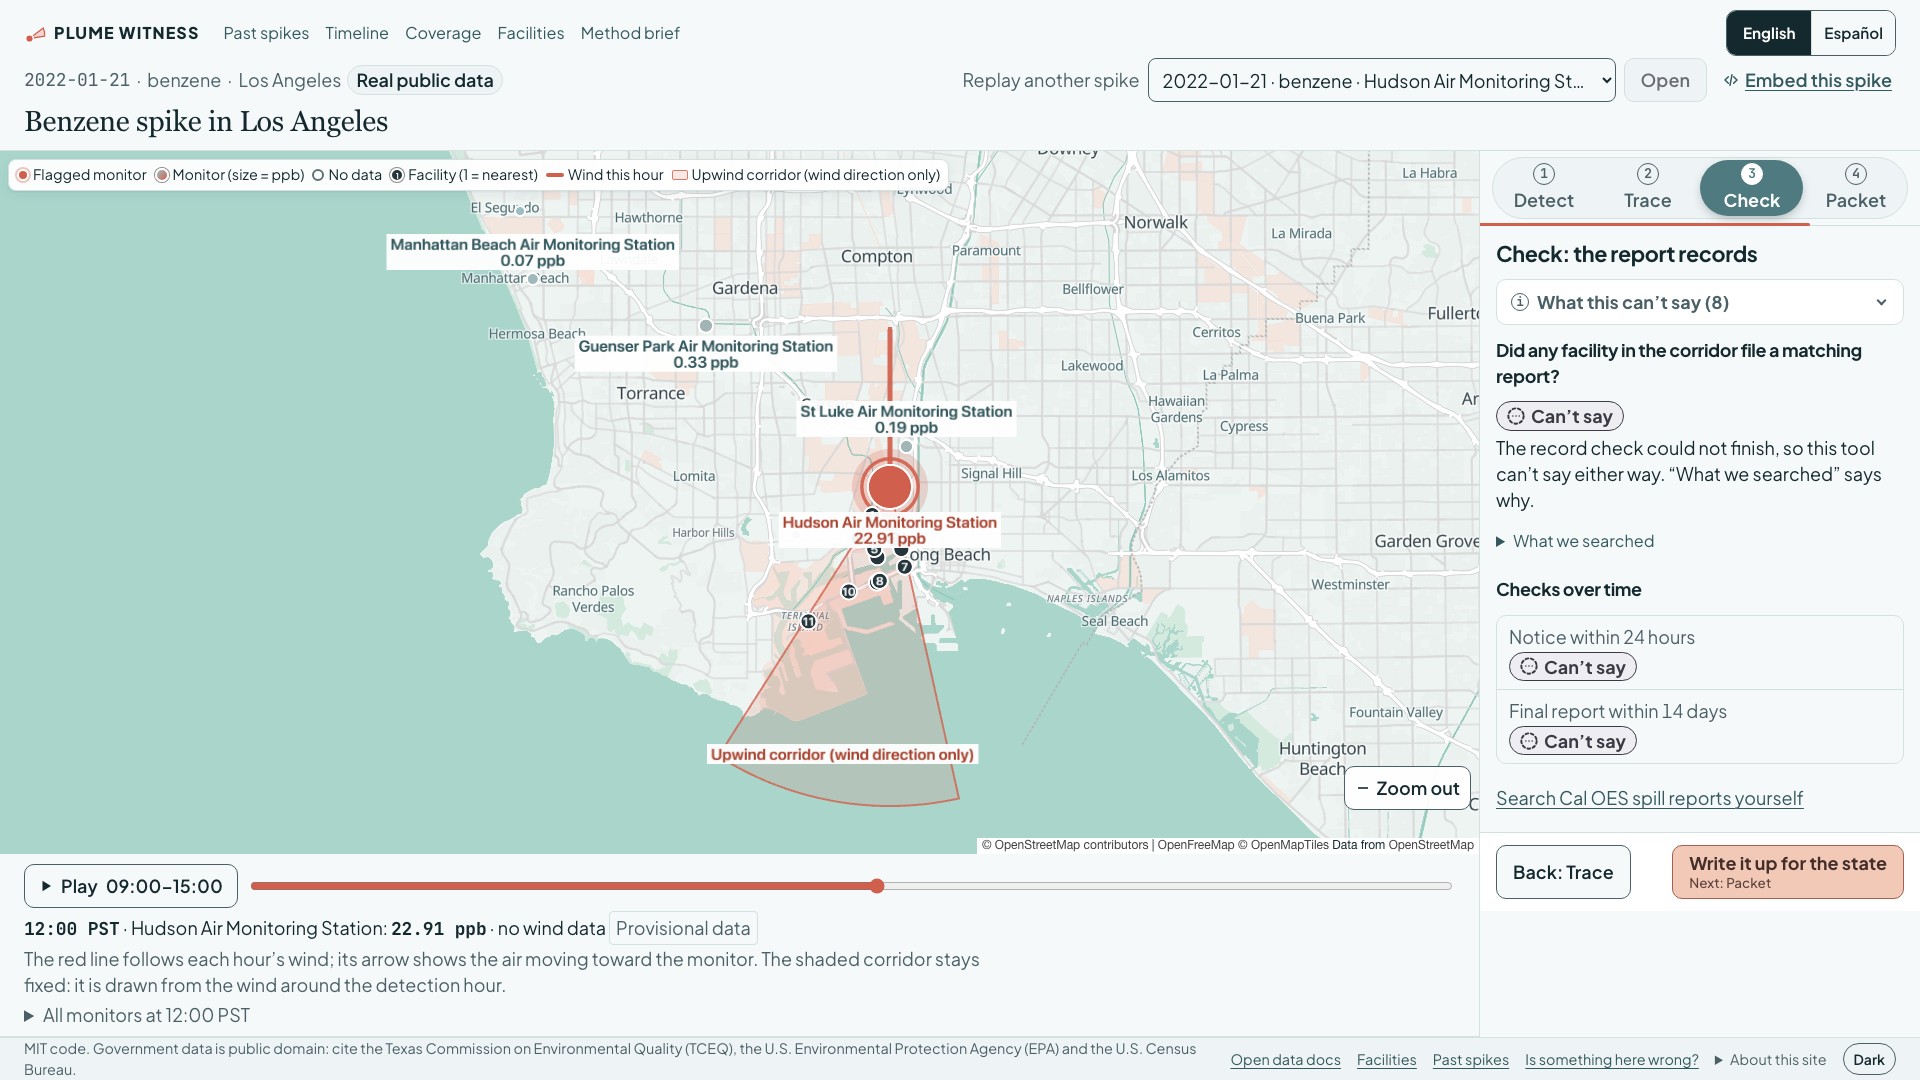 PLUME WITNESS
Past spikes
Timeline
Coverage
Facilities
Method brief
English
Español
2022-01-21 · benzene · Los Angeles
Real public data
Replay another spike
2022-01-21 · benzene · Hudson Air Monitoring St...
Open
Embed this spike
Benzene spike in Los Angeles
Flagged monitor
Monitor (size = ppb)
No data
1 Facility (1 = nearest)
Wind this hour
Upwind corridor (wind direction only)
Downey
Lynwood
La Habra
El Segundo
Hawthorne
Norwalk
La Mirada
Manhattan Beach Air Monitoring Station
0.07 ppb
Compton
Paramount
Manhattan Beach
Gardena
Bellflower
Buena Park
Hermosa Beach
Cerritos
Guenser Park Air Monitoring Station
0.33 ppb
Lakewood
La Palma
Torrance
Hawaiian
Gardens
St Luke Air Monitoring Station
0.19 ppb
Cypress
Lomita
Signal Hill
Los Alamitos
Harbor Hills
Hudson Air Monitoring Station
22.91 ppb
Garden Grove
5
7
8
10
11
Rancho Palos
Verdes
TERMINAL
ISLAND
NAPLES ISLANDS
Seal Beach
Westminster
Fountain Valley
Upwind corridor (wind direction only)
Huntington
Beach
Zoom out
© OpenStreetMap contributors | OpenFreeMap © OpenMapTiles Data from OpenStreetMap
1 Detect
2 Trace
3 Check
4 Packet
Check: the report records
What this can't say (8)
Did any facility in the corridor file a matching
report?
Can't say
The record check could not finish, so this tool
can't say either way. “What we searched” says
why.
What we searched
Checks over time
Notice within 24 hours
Can't say
Final report within 14 days
Can't say
Search Cal OES spill reports yourself
Back: Trace
Write it up for the state
Next: Packet
Play 09:00–15:00
12:00 PST · Hudson Air Monitoring Station: 22.91 ppb · no wind data
Provisional data
The red line follows each hour's wind; its arrow shows the air moving toward the monitor. The shaded corridor stays
fixed: it is drawn from the wind around the detection hour.
All monitors at 12:00 PST
MIT code. Government data is public domain: cite the Texas Commission on Environmental Quality (TCEQ), the U.S. Environmental Protection Agency (EPA) and the U.S. Census
Bureau.
Open data docs
Facilities
Past spikes
Is something here wrong?
About this site
Dark